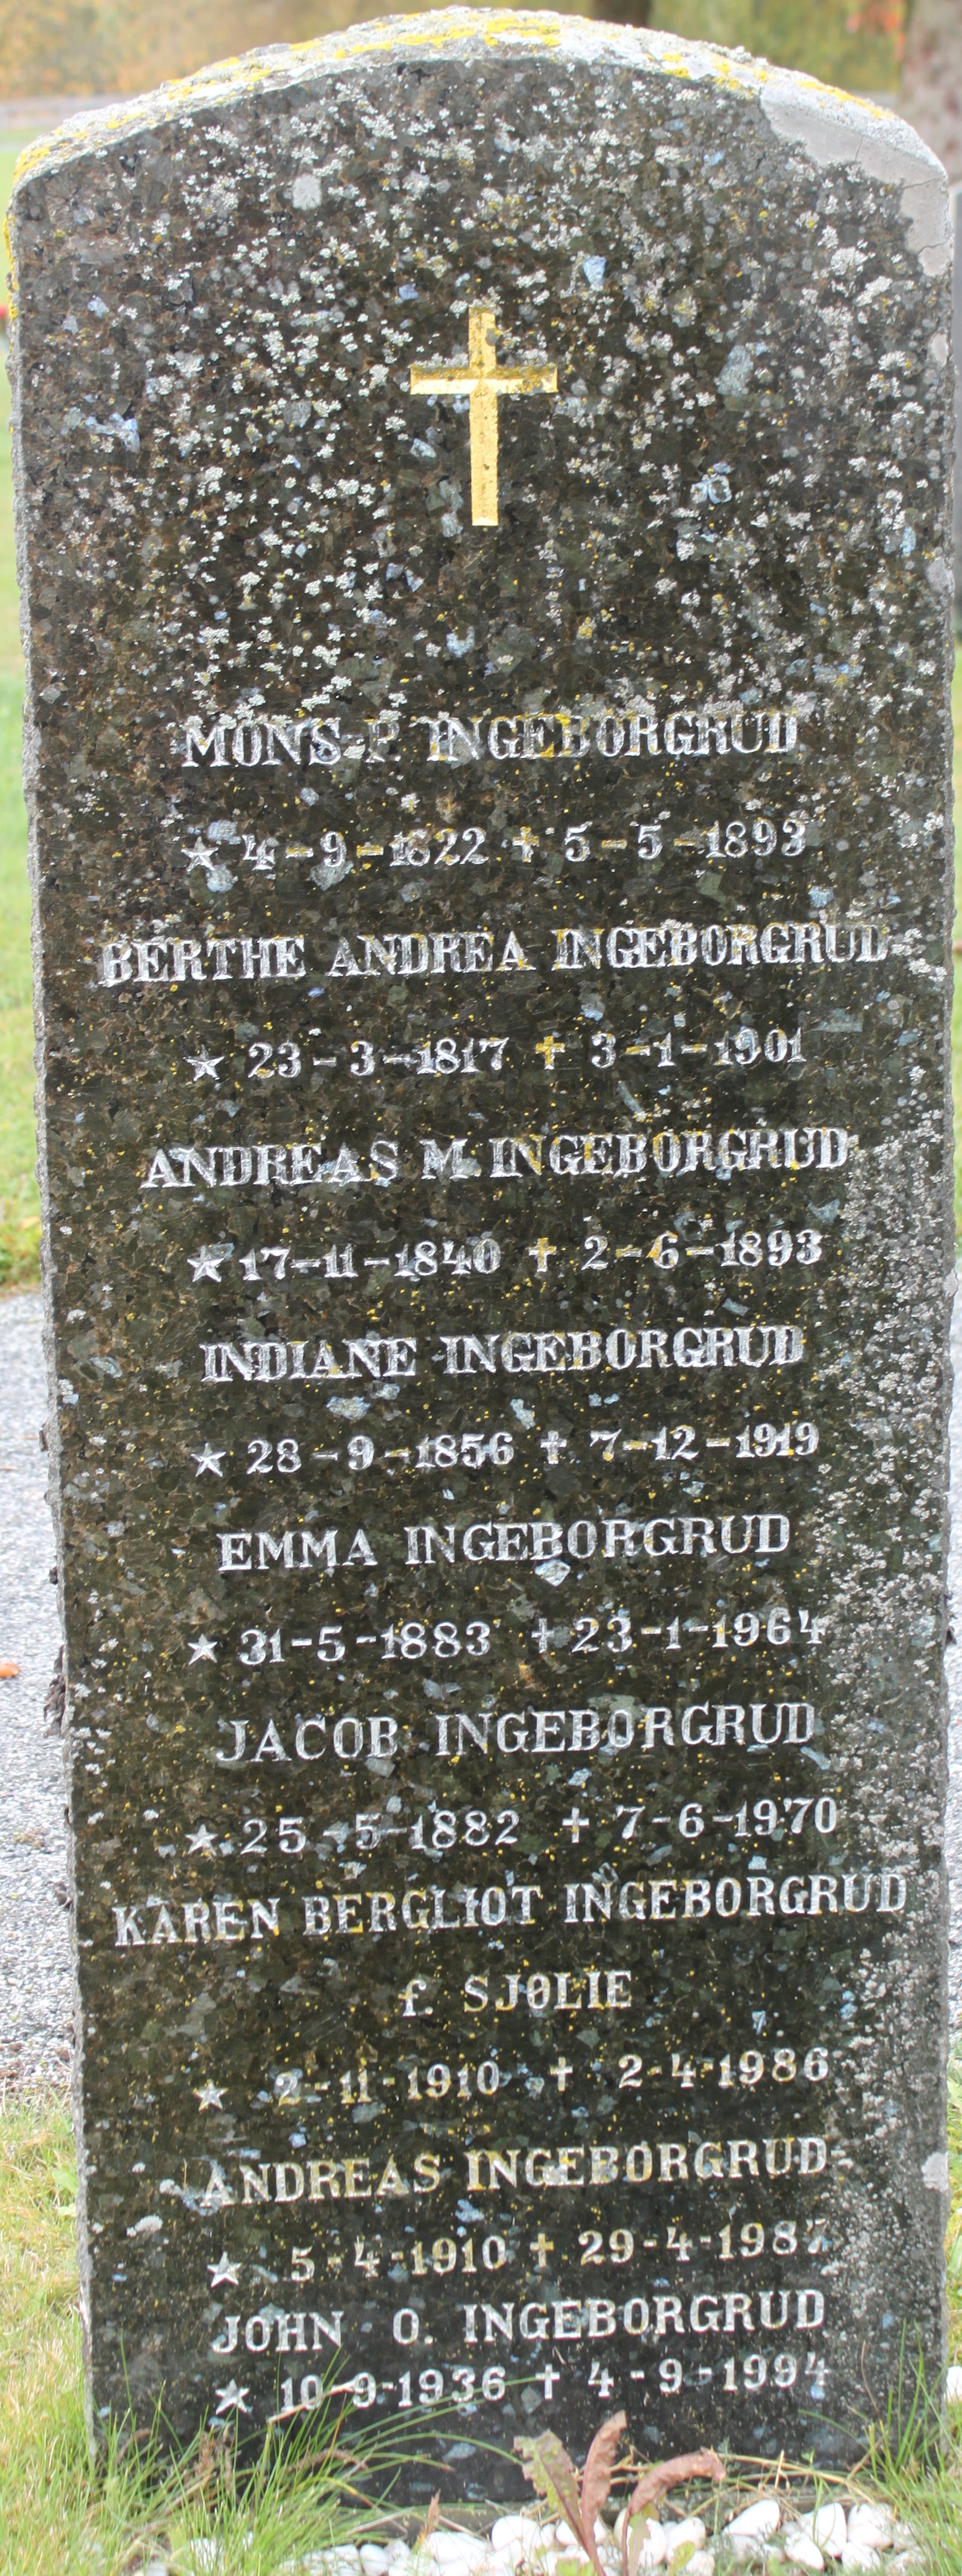 MONS P. INGEBORGRUD
★ 4-9-1822 ✝ 5-5-1893
BERTHE ANDREA INGEBORGRUD
★ 23-3-1817 ✝ 3-1-1901
ANDREAS M. INGEBORGRUD
★ 17-11-1840 ✝ 2-6-1893
INDIANE INGEBORGRUD
★ 28-9-1856 ✝ 7-12-1919
EMMA INGEBORGRUD
★ 31-5-1883 ✝ 23-1-1964
JACOB INGEBORGRUD
★ 25-5-1882 ✝ 7-6-1970
KAREN BERGLIOT INGEBORGRUD
f. SJØLIE
★ 2-11-1910 ✝ 2-4-1986
ANDREAS INGEBORGRUD
★ 5-4-1910 ✝ 29-4-1987
JOHN O. INGEBORGRUD
★ 10-9-1936 ✝ 4-9-1994